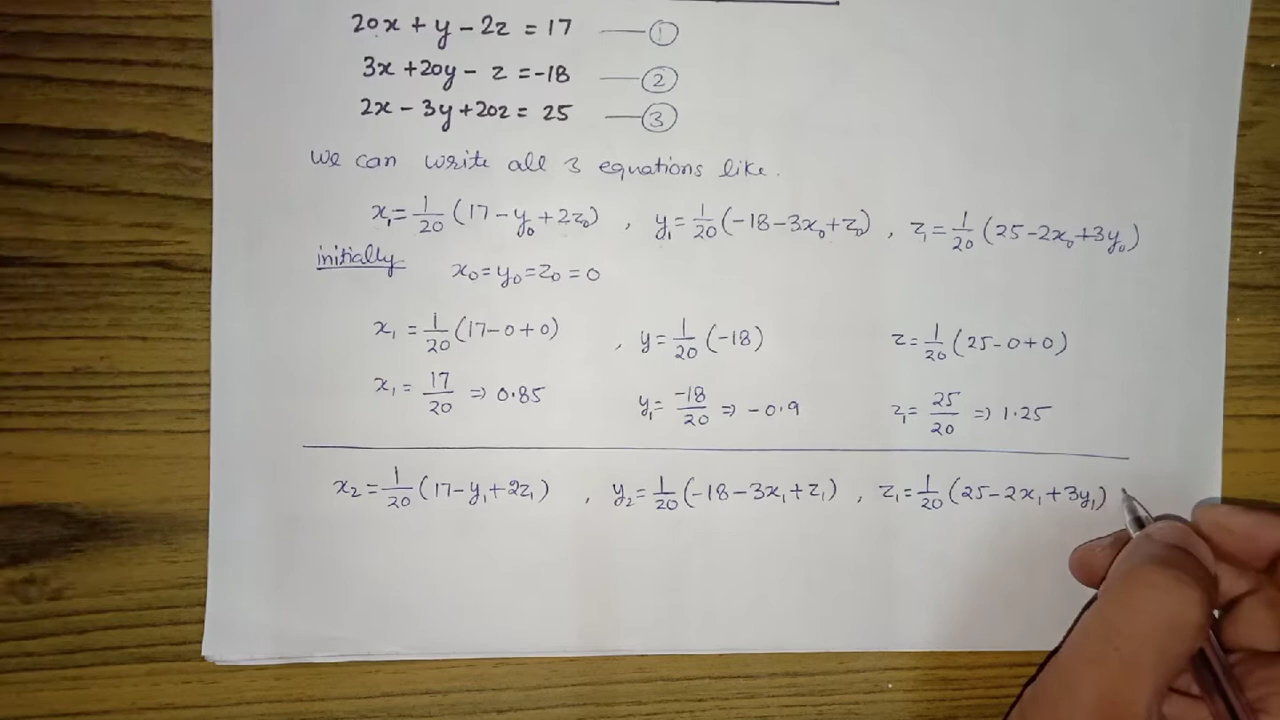 20x + y - 2z = 17 —— ①
3x + 20y - z = -18 —— ②
2x - 3y + 20z = 25 —— ③
We can write all 3 equations like.
x₁ = 1/20 (17 - y₀ + 2z₀) , y₁ = 1/20 (-18 - 3x₀ + z₀) , z₁ = 1/20 (25 - 2x₀ + 3y₀)
initially x₀ = y₀ = z₀ = 0
x₁ = 1/20 (17 - 0 + 0) , y = 1/20 (-18) z = 1/20 (25 - 0 + 0)
x₁ = 17/20 ⇒ 0.85 y₁ = -18/20 ⇒ -0.9 z₁ = 25/20 ⇒ 1.25
x₂ = 1/20 (17 - y₁ + 2z₁) , y₂ = 1/20 (-18 - 3x₁ + z₁) , z₁ = 1/20 (25 - 2x₁ + 3y₁)